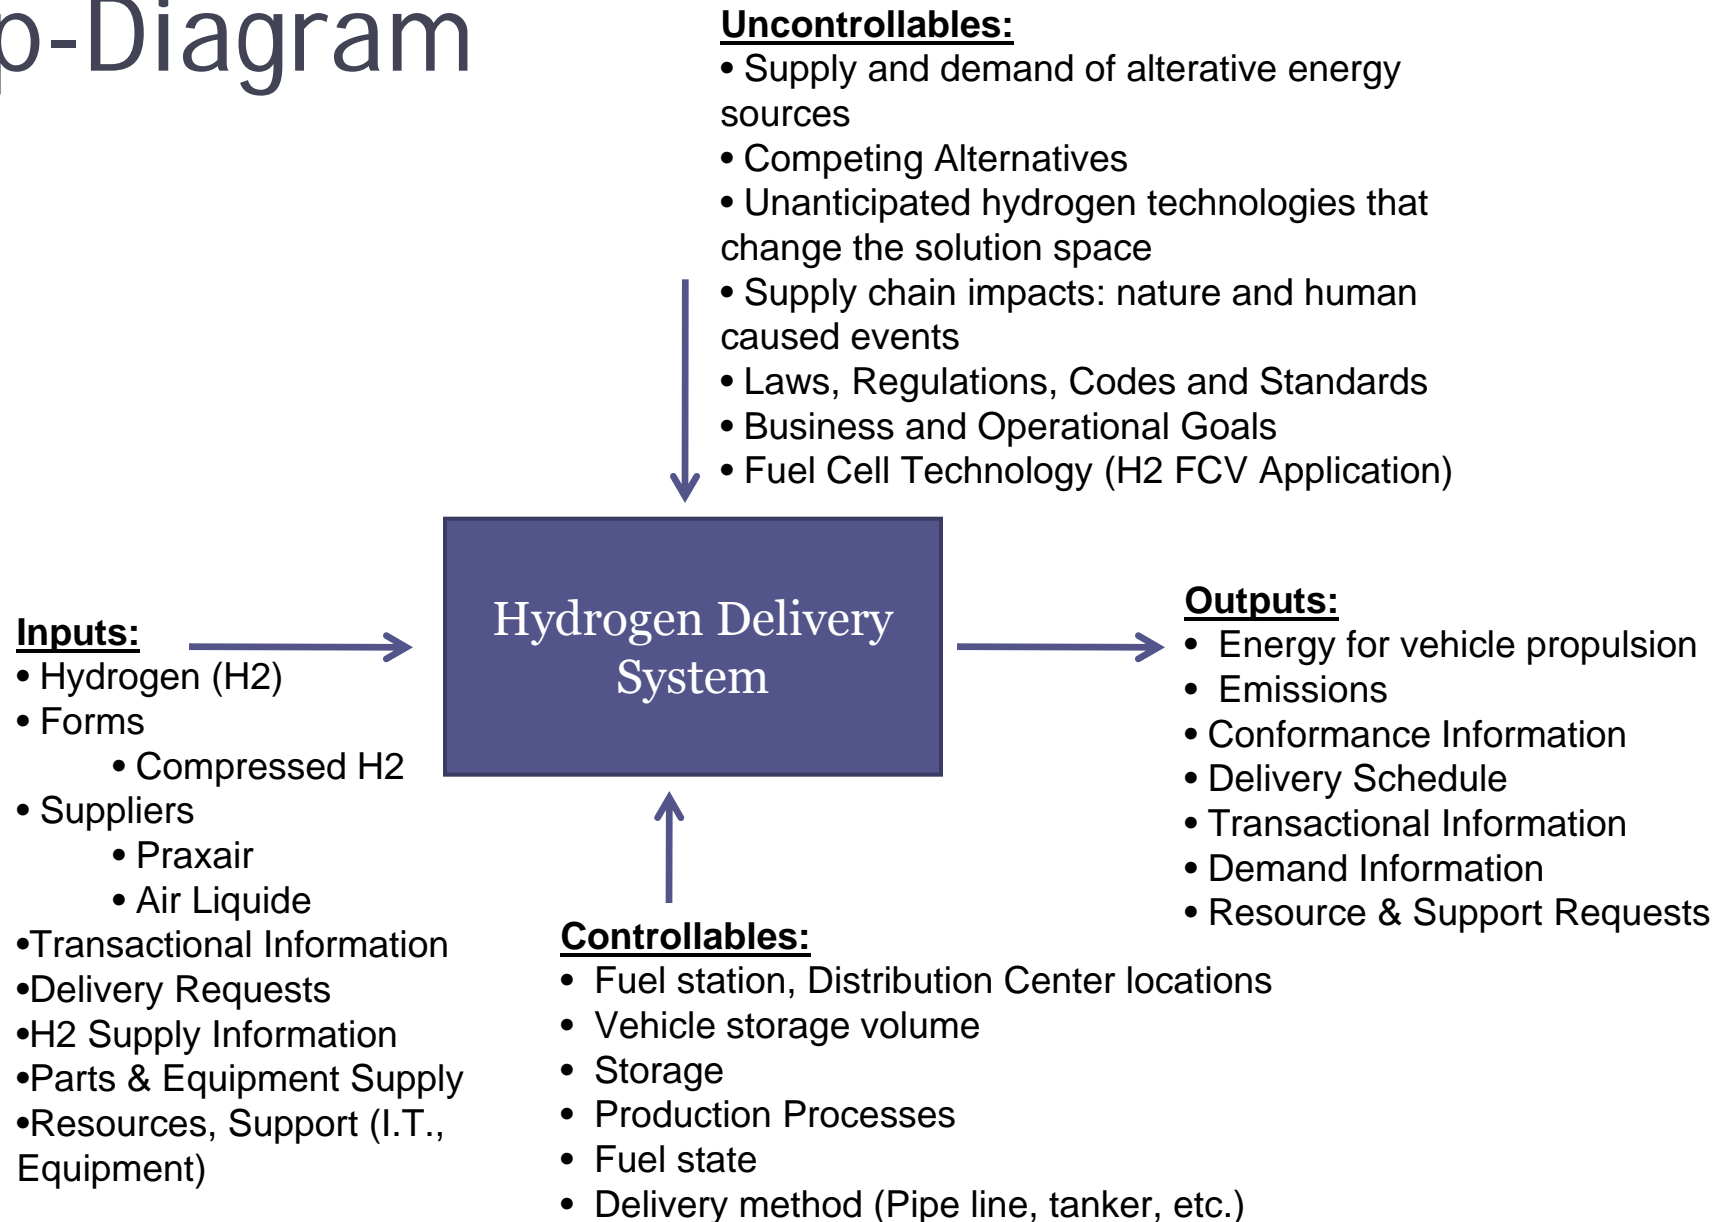 p-Diagram
Uncontrollables:
• Supply and demand of alterative energy
sources
• Competing Alternatives
• Unanticipated hydrogen technologies that
change the solution space
• Supply chain impacts: nature and human
caused events
• Laws, Regulations, Codes and Standards
• Business and Operational Goals
• Fuel Cell Technology (H2 FCV Application)
Hydrogen Delivery
System
Inputs:
• Hydrogen (H2)
• Forms
• Compressed H2
• Suppliers
• Praxair
• Air Liquide
•Transactional Information
•Delivery Requests
•H2 Supply Information
•Parts & Equipment Supply
•Resources, Support (I.T.,
Equipment)
Outputs:
• Energy for vehicle propulsion
• Emissions
• Conformance Information
• Delivery Schedule
• Transactional Information
• Demand Information
• Resource & Support Requests
Controllables:
• Fuel station, Distribution Center locations
• Vehicle storage volume
• Storage
• Production Processes
• Fuel state
• Delivery method (Pipe line, tanker, etc.)